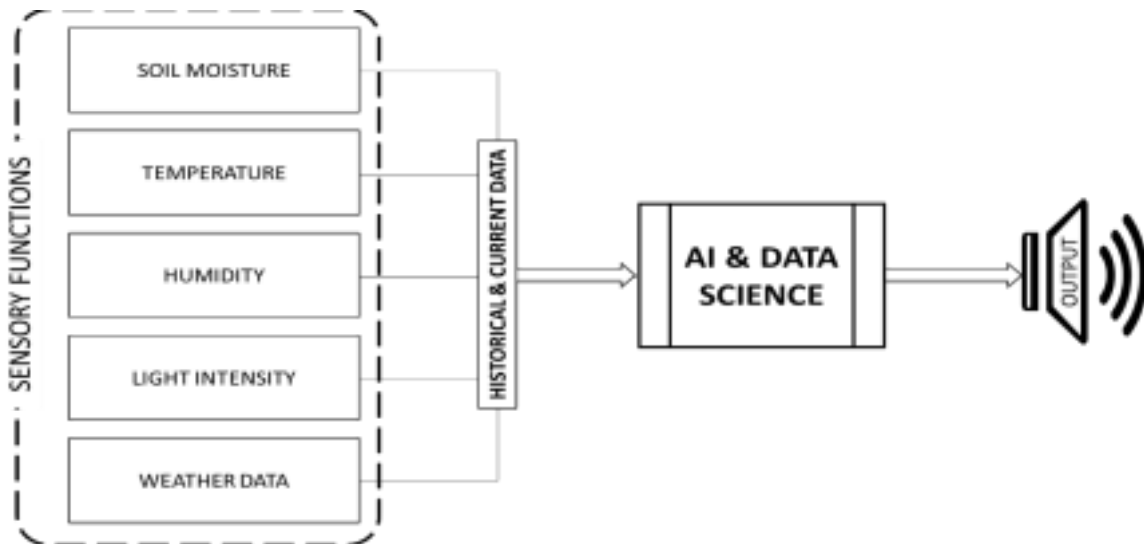 SENSORY FUNCTIONS
SOIL MOISTURE
TEMPERATURE
HUMIDITY
LIGHT INTENSITY
WEATHER DATA
HISTORICAL & CURRENT DATA
AI & DATA
SCIENCE
OUTPUT